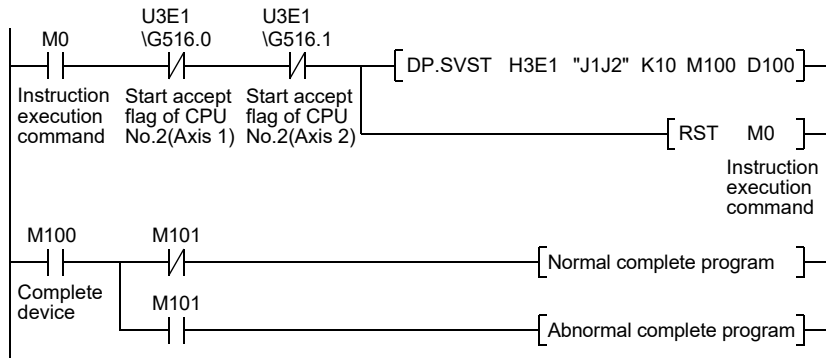 U3E1 U3E1
M0 \G516.0 \G516.1
DP.SVST H3E1 "J1J2" K10 M100 D100
Instruction Start accept Start accept
execution flag of CPU flag of CPU
command No.2(Axis 1) No.2(Axis 2)
RST M0
Instruction
execution
command
M100 M101
Normal complete program
Complete
device
M101
Abnormal complete program